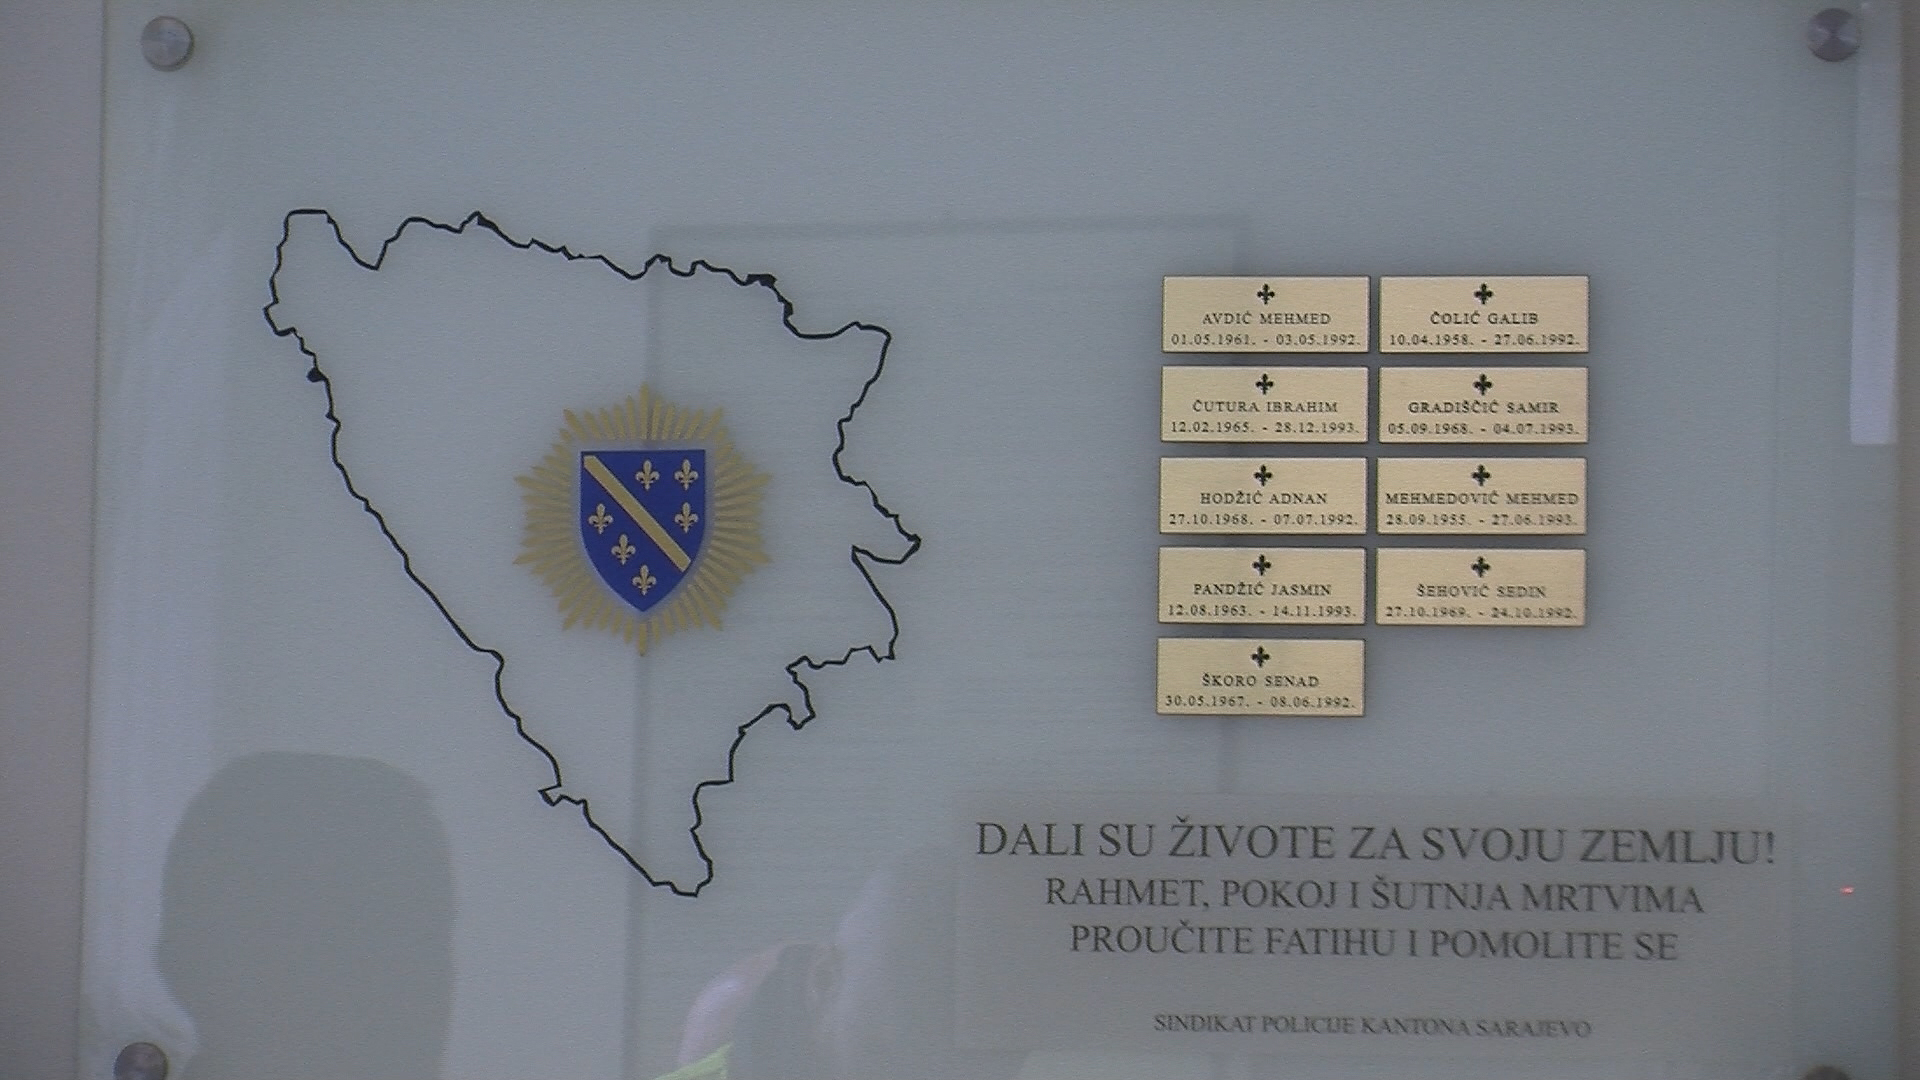 AVDIĆ MEHMED
01.05.1961. - 03.05.1992.
ČOLIĆ GALIB
10.04.1958. - 27.06.1992.
ČUTURA IBRAHIM
12.02.1965. - 28.12.1993.
GRADIŠČIĆ SAMIR
05.09.1968. - 04.07.1993.
HODŽIĆ ADNAN
27.10.1968. - 07.07.1992.
MEHMEDOVIĆ MEHMED
28.09.1955. - 27.06.1993.
PANDŽIĆ JASMIN
12.08.1963. - 14.11.1993.
ŠEHOVIĆ SEDIN
27.10.1969. - 24.10.1992.
ŠKORO SENAD
30.05.1967. - 08.06.1992.
DALI SU ŽIVOTE ZA SVOJU ZEMLJU!
RAHMET, POKOJ I ŠUTNJA MRTVIMA
PROUČITE FATIHU I POMOLITE SE
SINDIKAT POLICIJE KANTONA SARAJEVO